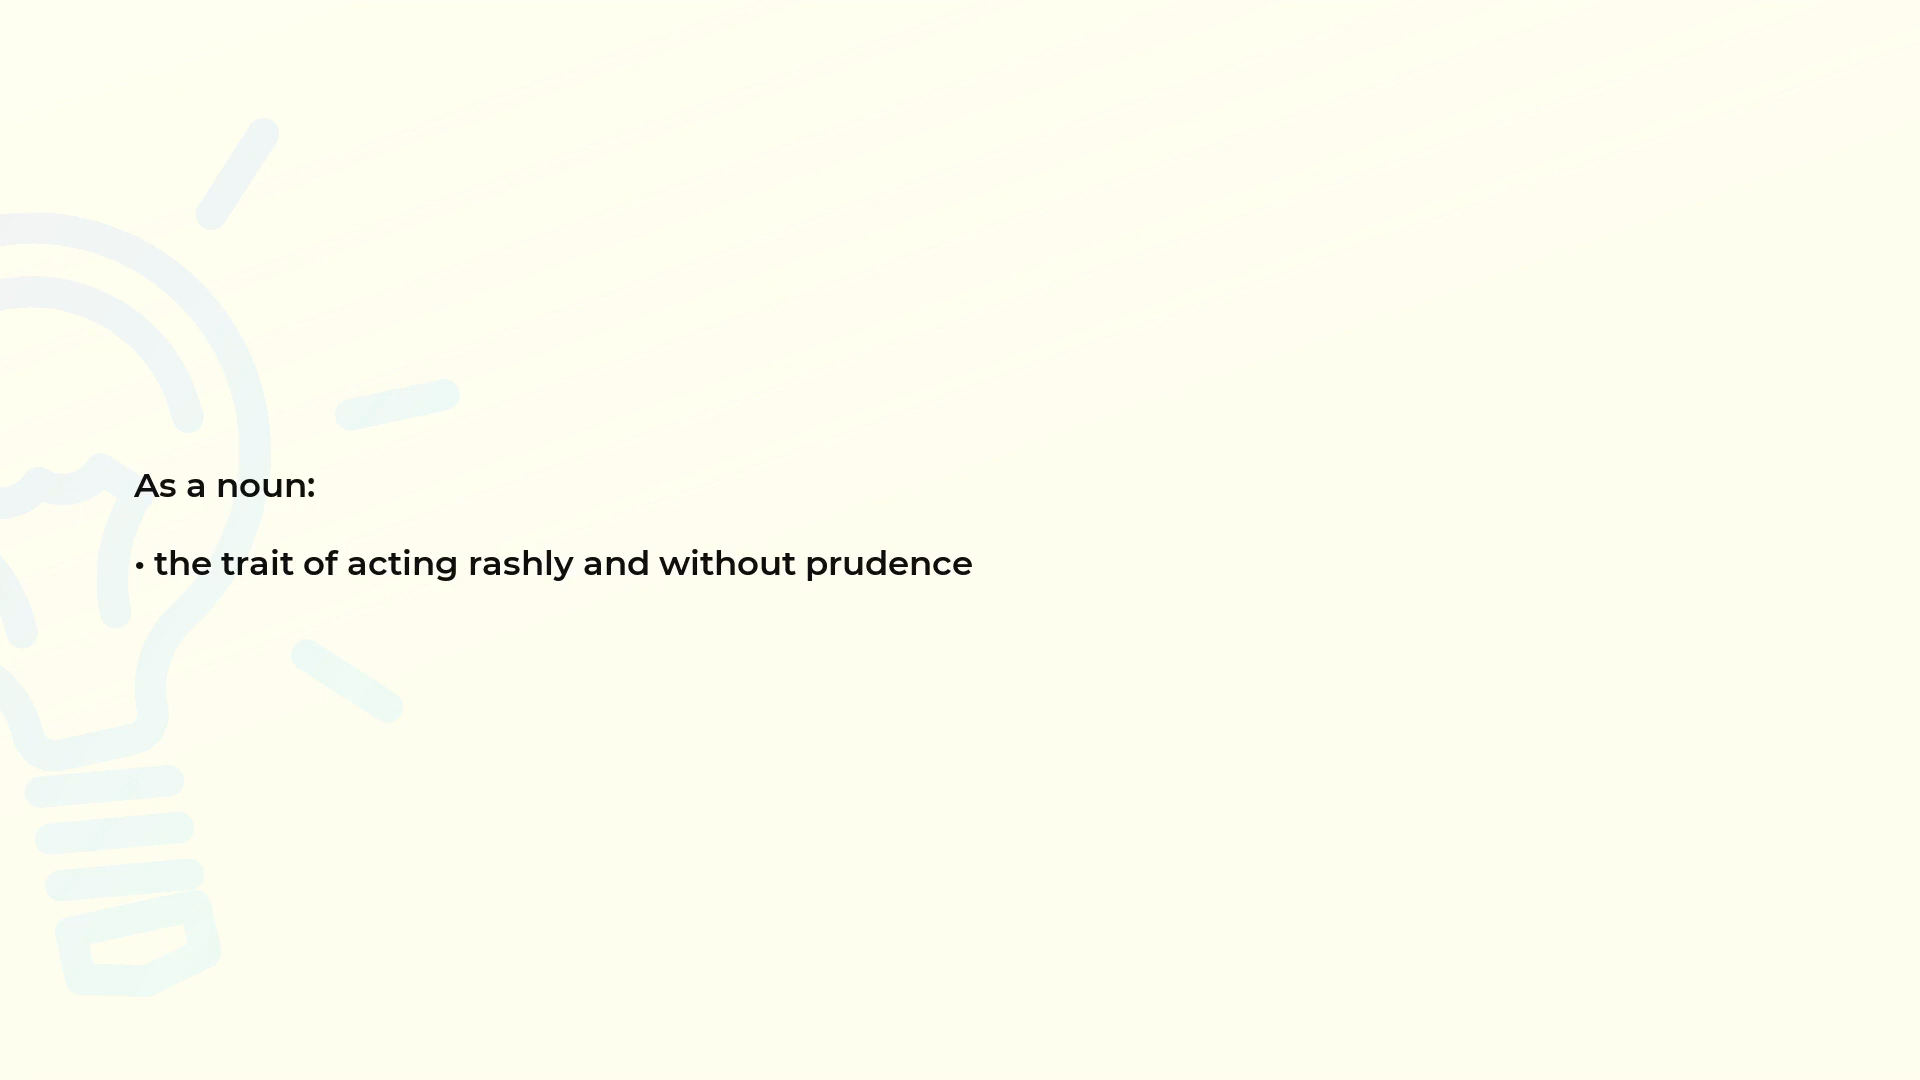 As a noun:
• the trait of acting rashly and without prudence